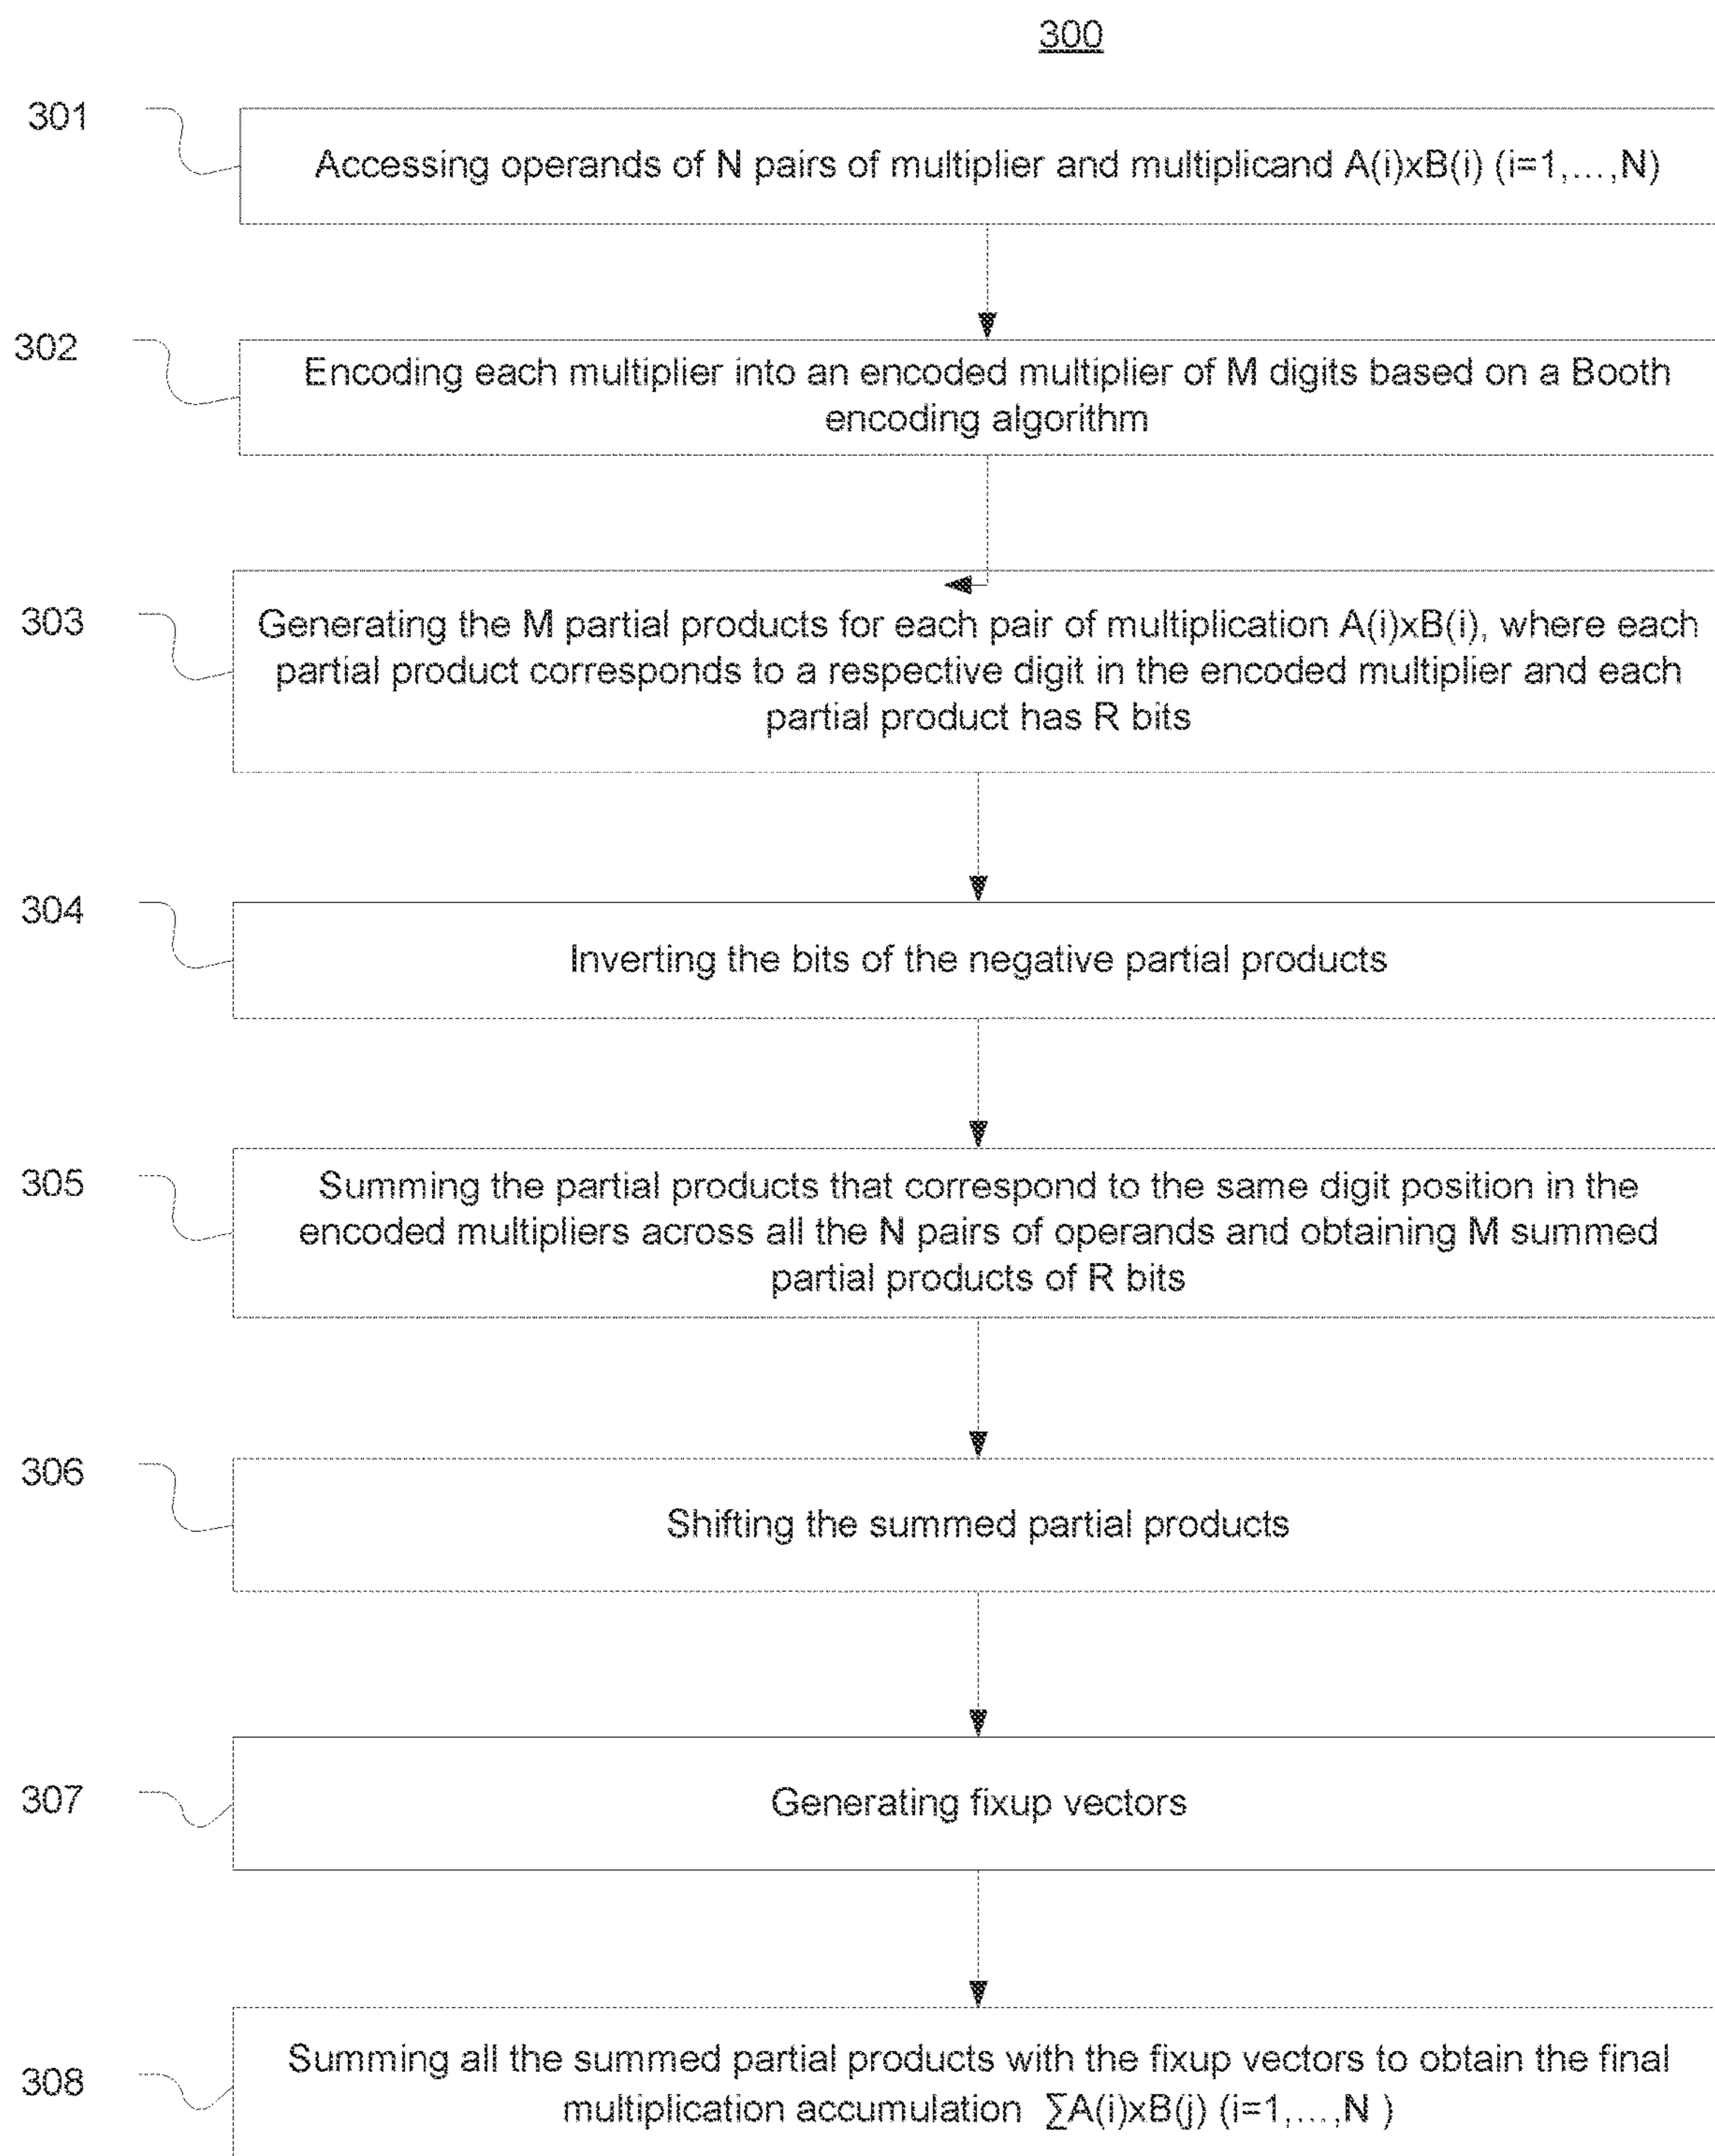 300
301
Accessing operands of N pairs of multiplier and multiplicand A(i)xB(i) (i=1,...,N)
302
Encoding each multiplier into an encoded multiplier of M digits based on a Booth
encoding algorithm
303
Generating the M partial products for each pair of multiplication A(i)xB(i), where each
partial product corresponds to a respective digit in the encoded multiplier and each
partial product has R bits
304
Inverting the bits of the negative partial products
305
Summing the partial products that correspond to the same digit position in the
encoded multipliers across all the N pairs of operands and obtaining M summed
partial products of R bits
306
Shifting the summed partial products
307
Generating fixup vectors
308
Summing all the summed partial products with the fixup vectors to obtain the final
multiplication accumulation ∑A(i)xB(j) (i=1,...,N )